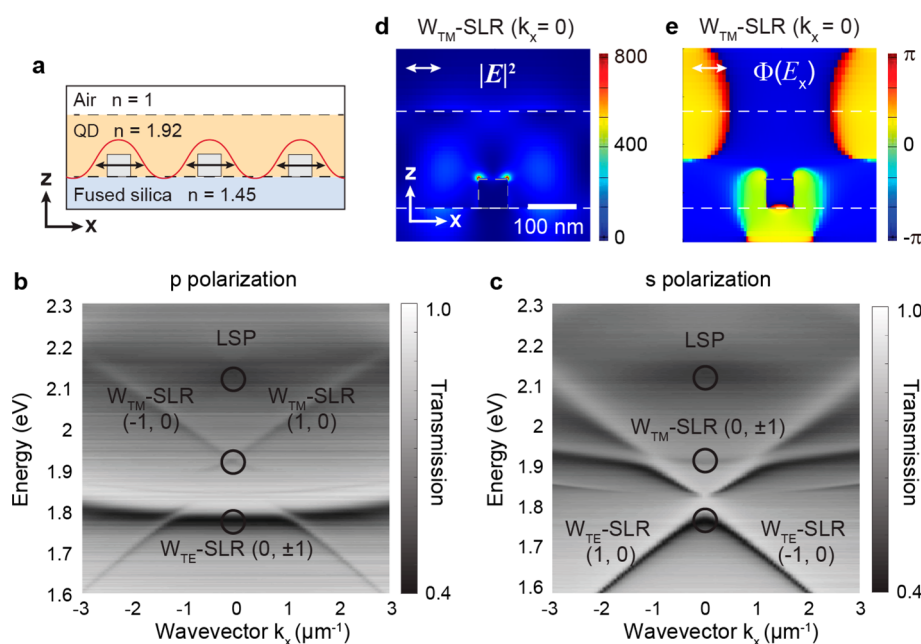 a
Air n = 1
QD n = 1.92
Fused silica n = 1.45
z
x
d
W_TM-SLR (k_x = 0)
|E|²
z
x
100 nm
800
400
0
e
W_TM-SLR (k_x = 0)
Φ(E_x)
π
0
-π
b
p polarization
2.3
2.2
2.1
2
1.9
1.8
1.7
1.6
Energy (eV)
LSP
W_TM-SLR
(-1, 0)
W_TM-SLR
(1, 0)
W_TE-SLR (0, ±1)
-3 -2 -1 0 1 2 3
Wavevector k_x (μm⁻¹)
1.0
Transmission
0.4
c
s polarization
2.3
2.2
2.1
2
1.9
1.8
1.7
1.6
Energy (eV)
LSP
W_TM-SLR (0, ±1)
W_TE-SLR
(1, 0)
W_TE-SLR
(-1, 0)
-3 -2 -1 0 1 2 3
Wavevector k_x (μm⁻¹)
1.0
Transmission
0.4